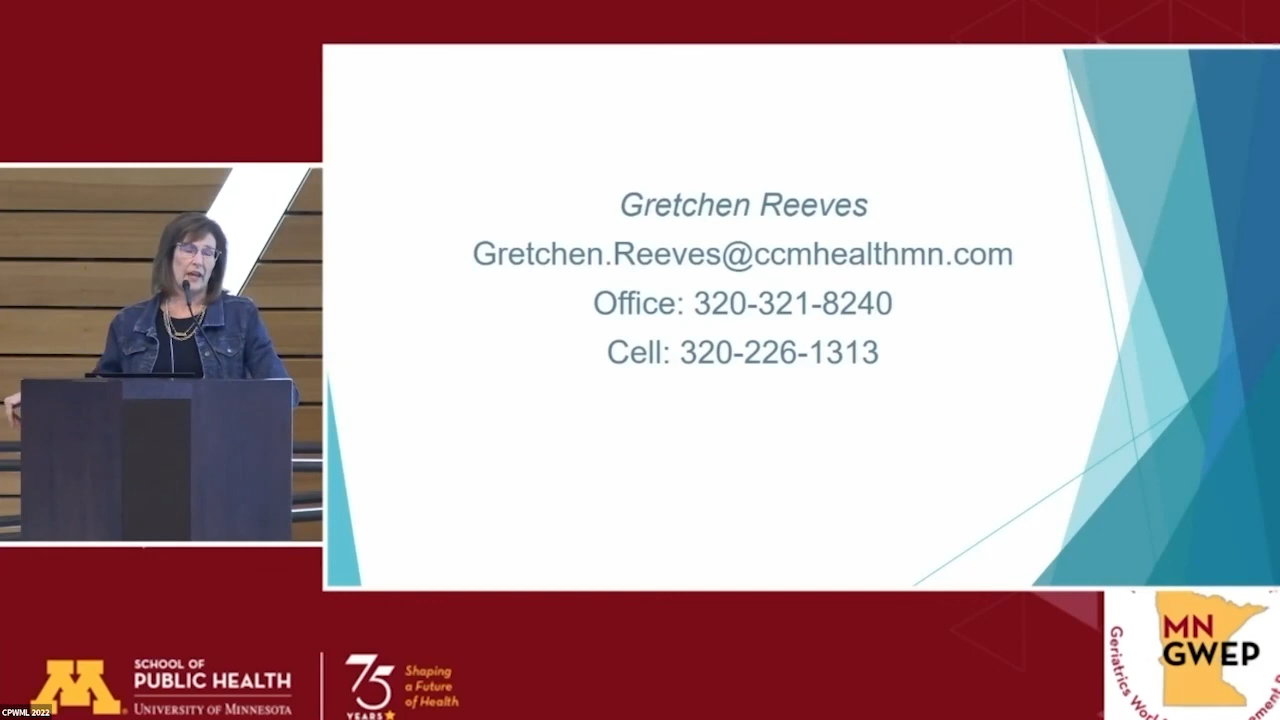 Gretchen Reeves
Gretchen.Reeves@ccmhealthmn.com
Office: 320-321-8240
Cell: 320-226-1313
M
SCHOOL OF
PUBLIC HEALTH
UNIVERSITY OF MINNESOTA
75
YEARS
Shaping
a Future
of Health
MN
GWEP
Geriatrics
CPWML 2022